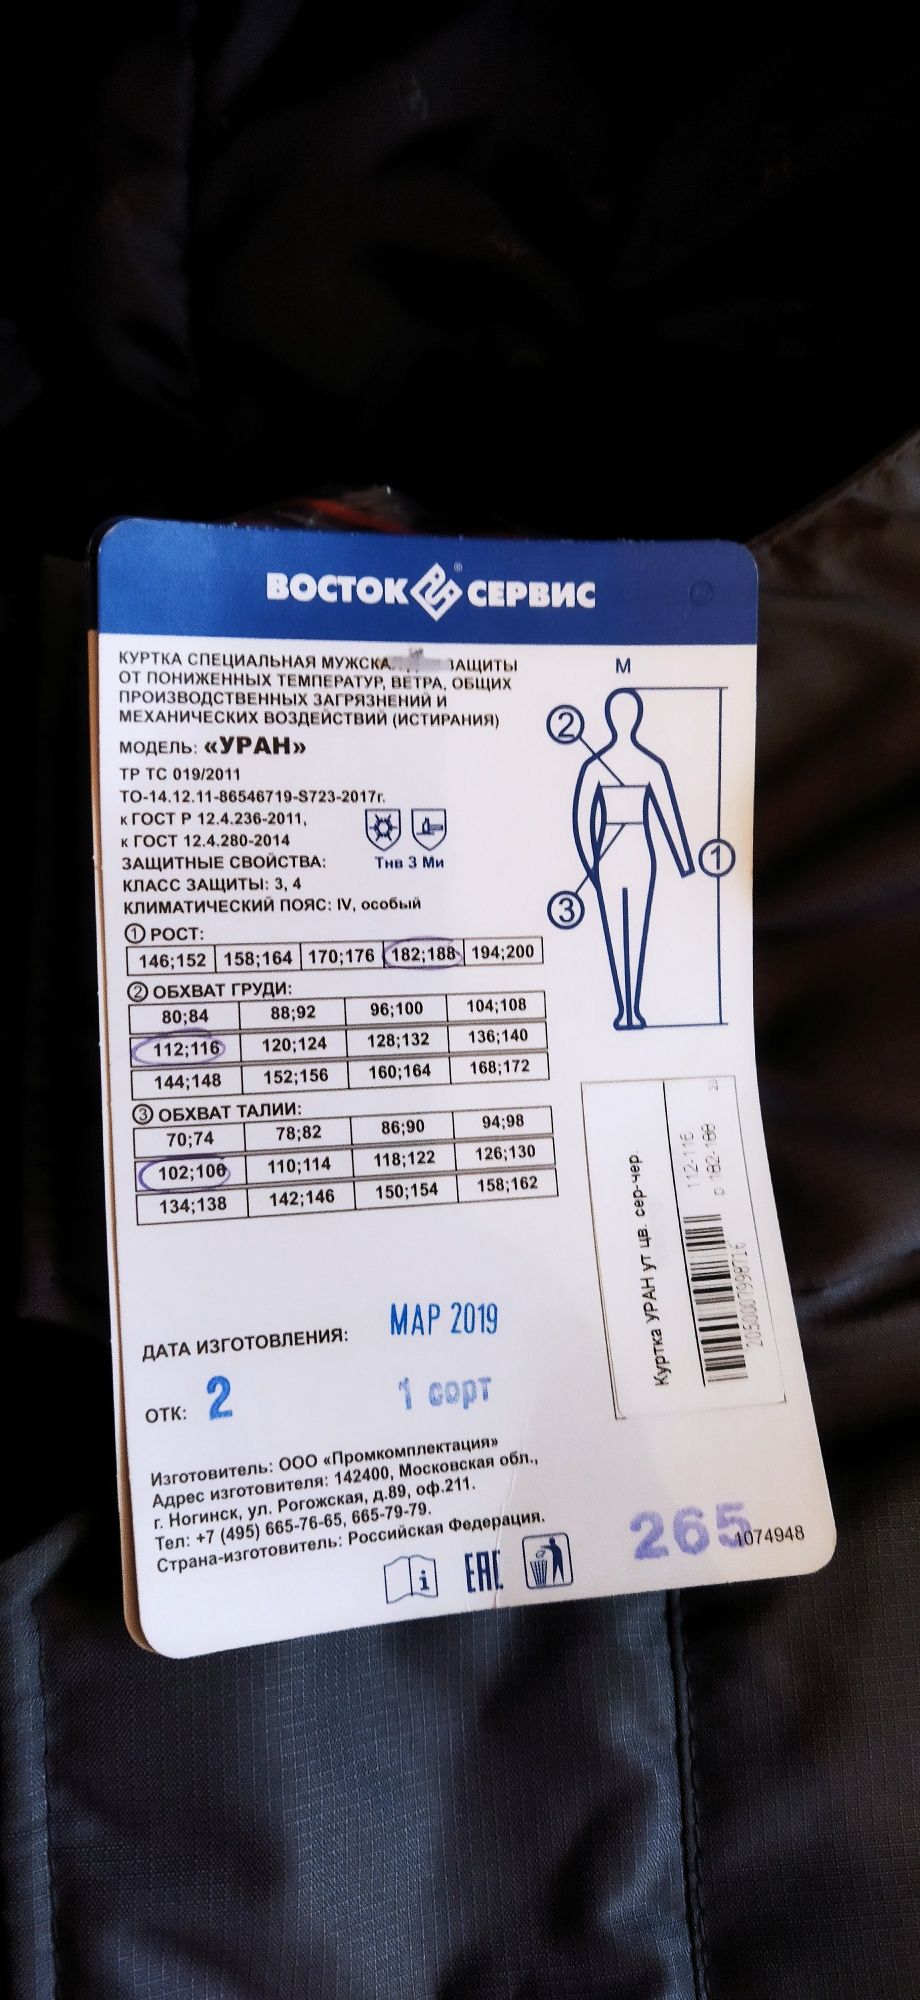 ВОСТОК СЕРВИС
КУРТКА СПЕЦИАЛЬНАЯ
ОТ ПОНИЖЕННЫХ ТЕМПЕРАТУР, ВЕТРА, ОБЩИХ
ПРОИЗВОДСТВЕННЫХ ЗАГРЯЗНЕНИЙ И
МЕХАНИЧЕСКИХ ВОЗДЕЙСТВИЙ (ИСТИРАНИЯ)
МОДЕЛЬ: «УРАН»
ТР ТС 019/2011
ТО-14.12.11-86546719-S723-2017г.
к ГОСТ Р 12.4.236-2011,
к ГОСТ 12.4.280-2014
ЗАЩИТНЫЕ СВОЙСТВА: Тнв З Ми
КЛАСС ЗАЩИТЫ: 3, 4
КЛИМАТИЧЕСКИЙ ПОЯС: IV, особый
1 РОСТ:
146;152 158;164 170;176 182;188 194;200
2 ОБХВАТ ГРУДИ:
80;84 88;92 96;100 104;108
112;116 120;124 128;132 136;140
144;148 152;156 160;164 168;172
3 ОБХВАТ ТАЛИИ:
70;74 78;82 86;90 94;98
102;106 110;114 118;122 126;130
134;138 142;146 150;154 158;162
М
2
1
3
Куртка УРАН ут цв. сер-чер.
112-116
р 182-188
2050007998716
ДАТА ИЗГОТОВЛЕНИЯ: МАР 2019
ОТК: 2 1 сорт
Изготовитель: ООО «Промкомплектация»
Адрес изготовителя: 142400, Московская обл.,
г. Ногинск, ул. Рогожская, д.89, оф.211.
Тел: +7 (495) 665-76-65, 665-79-79.
Страна-изготовитель: Российская Федерация.
i EAC
265
1074948